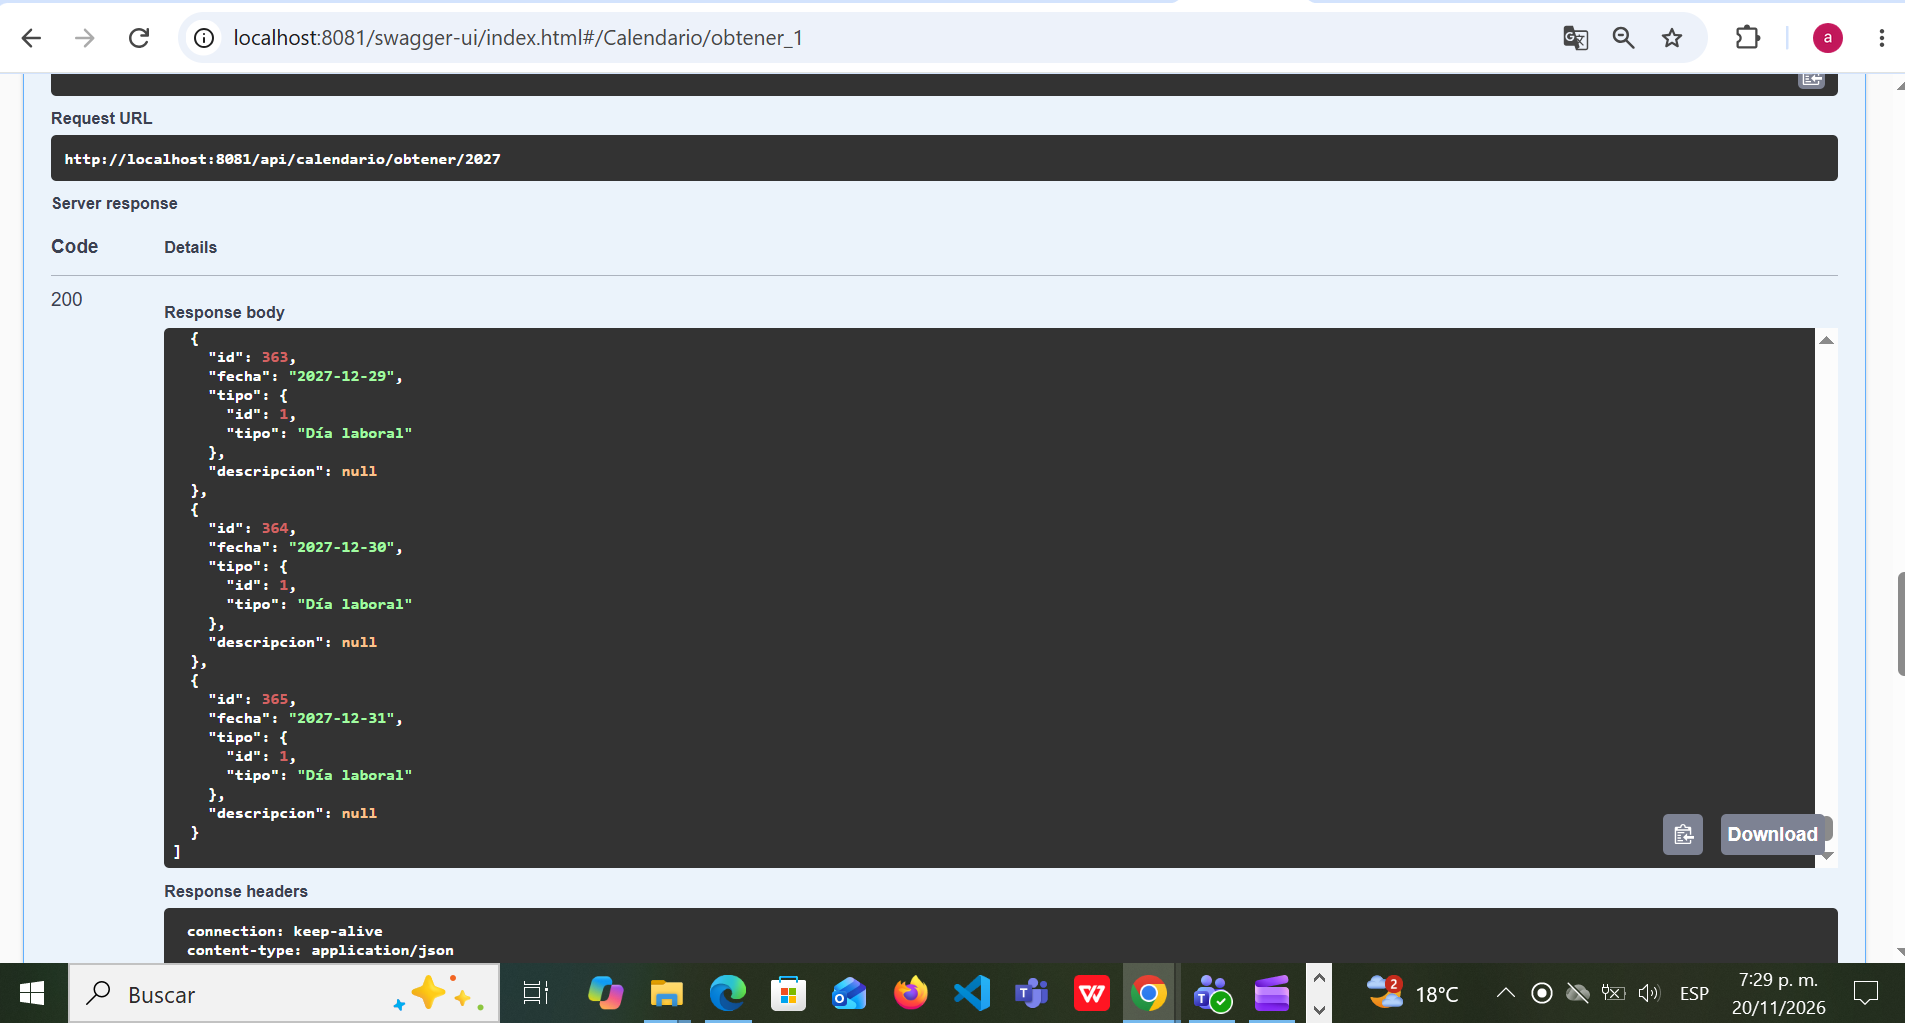 localhost:8081/swagger-ui/index.html#/Calendario/obtener_1
a
Request URL
http://localhost:8081/api/calendario/obtener/2027
Server response
Code
Details
200
Response body
{
"id": 363,
"fecha": "2027-12-29",
"tipo": {
"id": 1,
"tipo": "Día laboral"
},
"descripcion": null
},
{
"id": 364,
"fecha": "2027-12-30",
"tipo": {
"id": 1,
"tipo": "Día laboral"
},
"descripcion": null
},
{
"id": 365,
"fecha": "2027-12-31",
"tipo": {
"id": 1,
"tipo": "Día laboral"
},
"descripcion": null
}
]
Download
Response headers
connection: keep-alive
content-type: application/json
Buscar
2
18°C
ESP
7:29 p. m.
20/11/2026